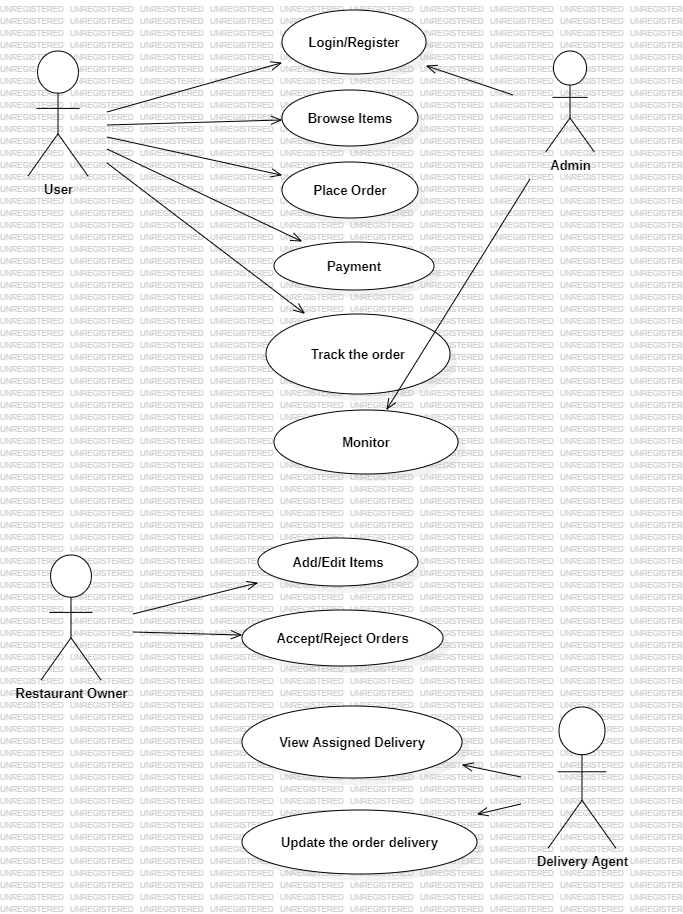 Login/Register
Browse Items
User
Admin
Place Order
Payment
Track the order
Monitor
Add/Edit Items
Accept/Reject Orders
Restaurant Owner
View Assigned Delivery
Update the order delivery
Delivery Agent
UNREGISTERED